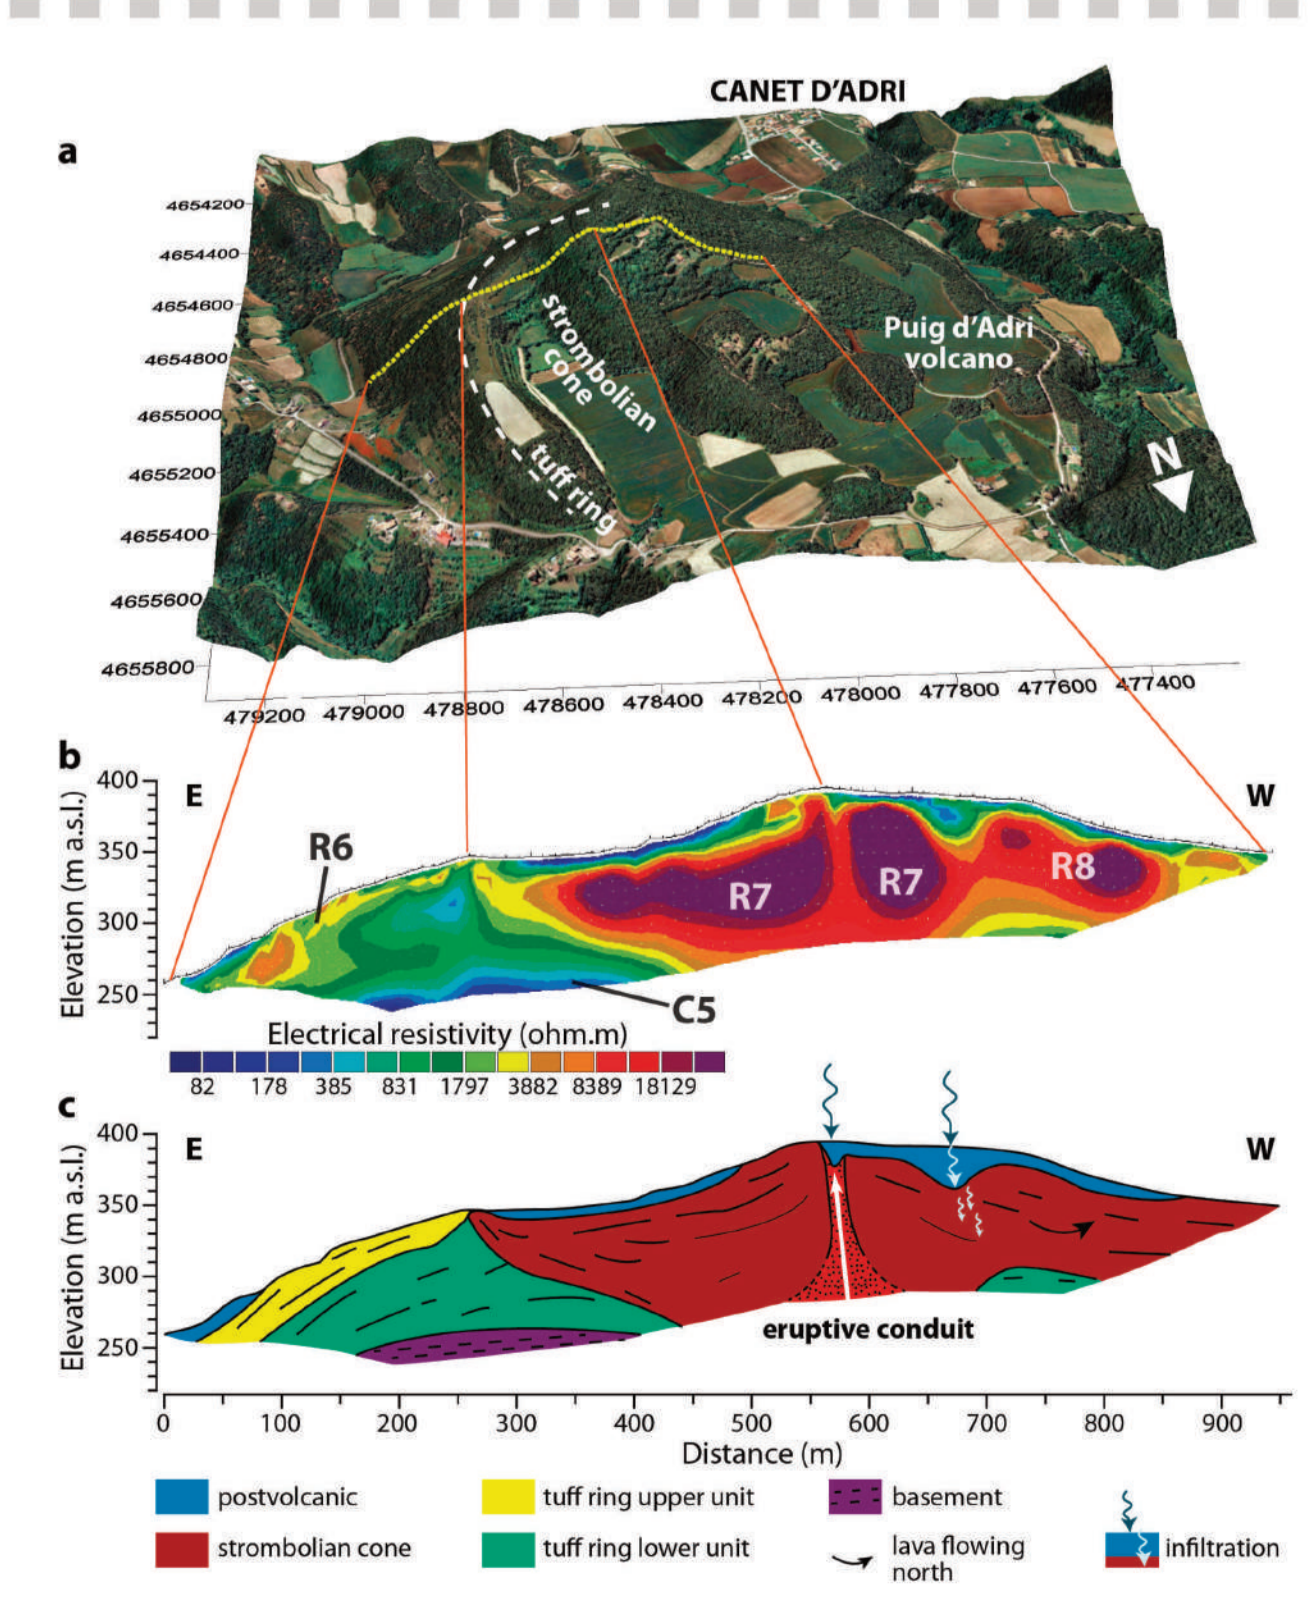 CANET D'ADRI
a
4654200
4654400
4654600
4654800
4655000
4655200
4655400
4655600
4655800
strombolian
cone
tuff ring
Puig d'Adri
volcano
N
479200 479000 478800 478600 478400 478200 478000 477800 477600 477400
b
E
W
400
350
300
250
Elevation (m a.s.l.)
R6
R7
R7
R8
C5
Electrical resistivity (ohm.m)
82 178 385 831 1797 3882 8389 18129
c
E
W
400
350
300
250
Elevation (m a.s.l.)
eruptive conduit
0 100 200 300 400 500 600 700 800 900
Distance (m)
postvolcanic
tuff ring upper unit
basement
strombolian cone
tuff ring lower unit
lava flowing
north
infiltration